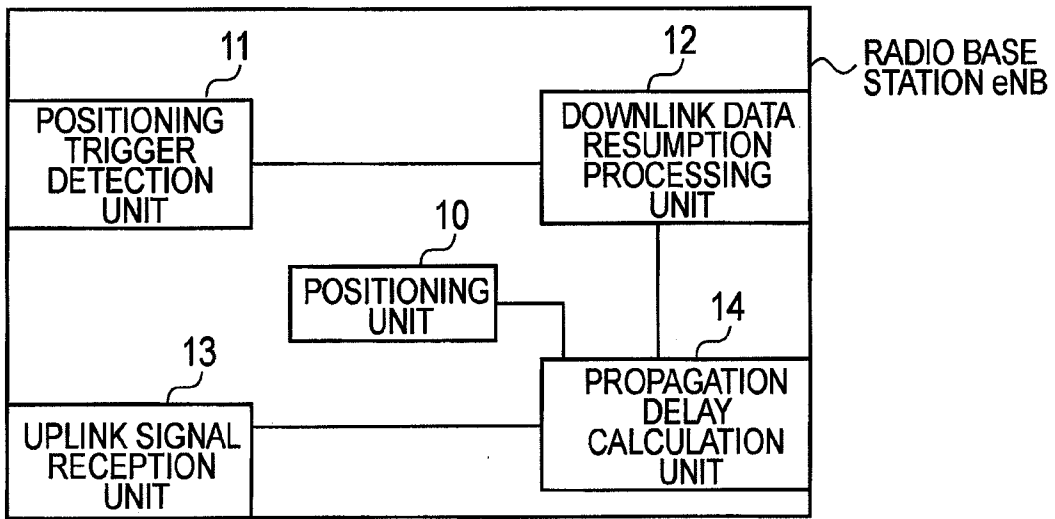 11
POSITIONING
TRIGGER
DETECTION
UNIT
12
DOWNLINK DATA
RESUMPTION
PROCESSING
UNIT
RADIO BASE
STATION eNB
10
POSITIONING
UNIT
13
UPLINK SIGNAL
RECEPTION
UNIT
14
PROPAGATION
DELAY
CALCULATION
UNIT